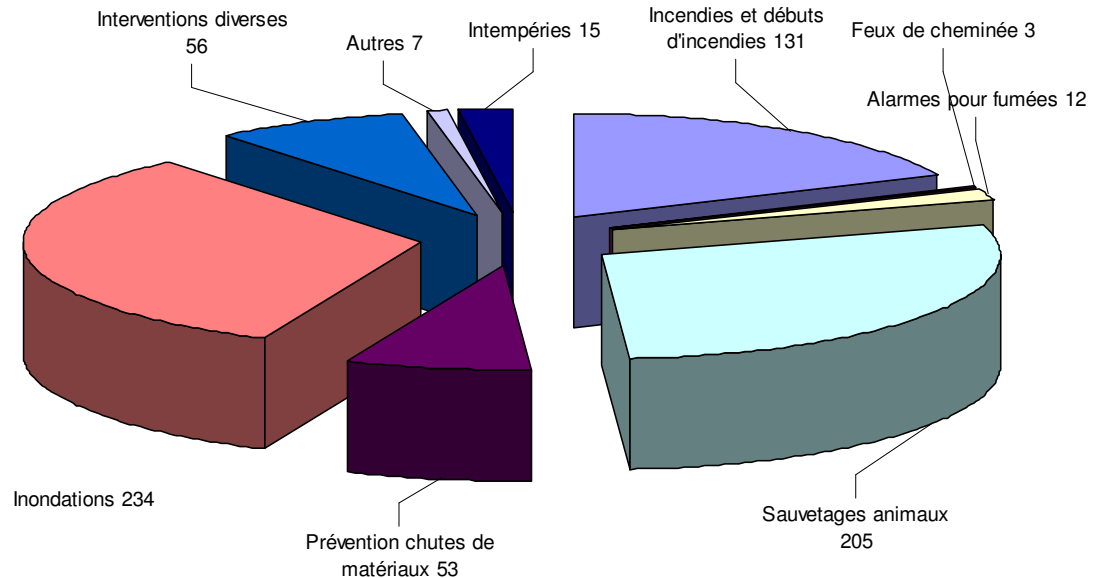 Interventions diverses
56
Autres 7
Intempéries 15
Incendies et débuts
d'incendies 131
Feux de cheminée 3
Alarmes pour fumées 12
Inondations 234
Prévention chutes de
matériaux 53
Sauvetages animaux
205